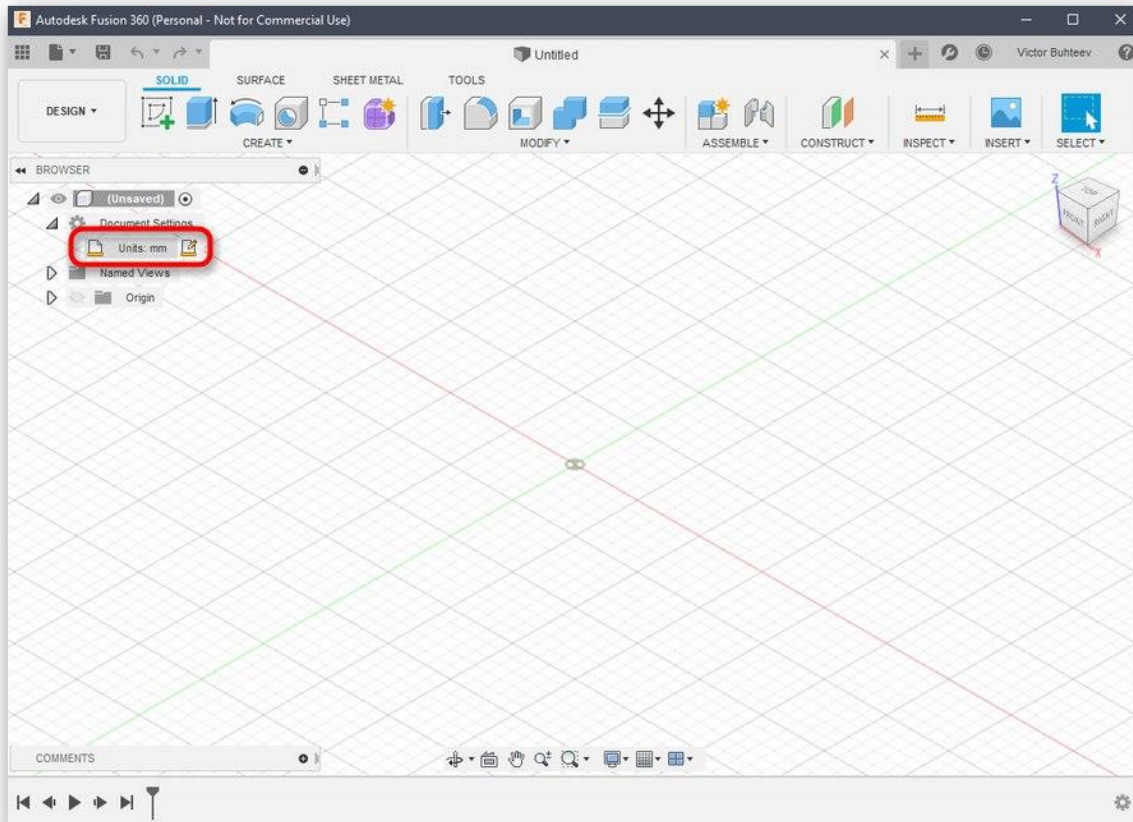 Autodesk Fusion 360 (Personal - Not for Commercial Use)
Untitled
Victor Buhteev
SOLID SURFACE SHEET METAL TOOLS
DESIGN
CREATE MODIFY ASSEMBLE CONSTRUCT INSPECT INSERT SELECT
BROWSER
(Unsaved)
Document Settings
Units: mm
Named Views
Origin
Z
TOP
FRONT RIGHT
X
COMMENTS